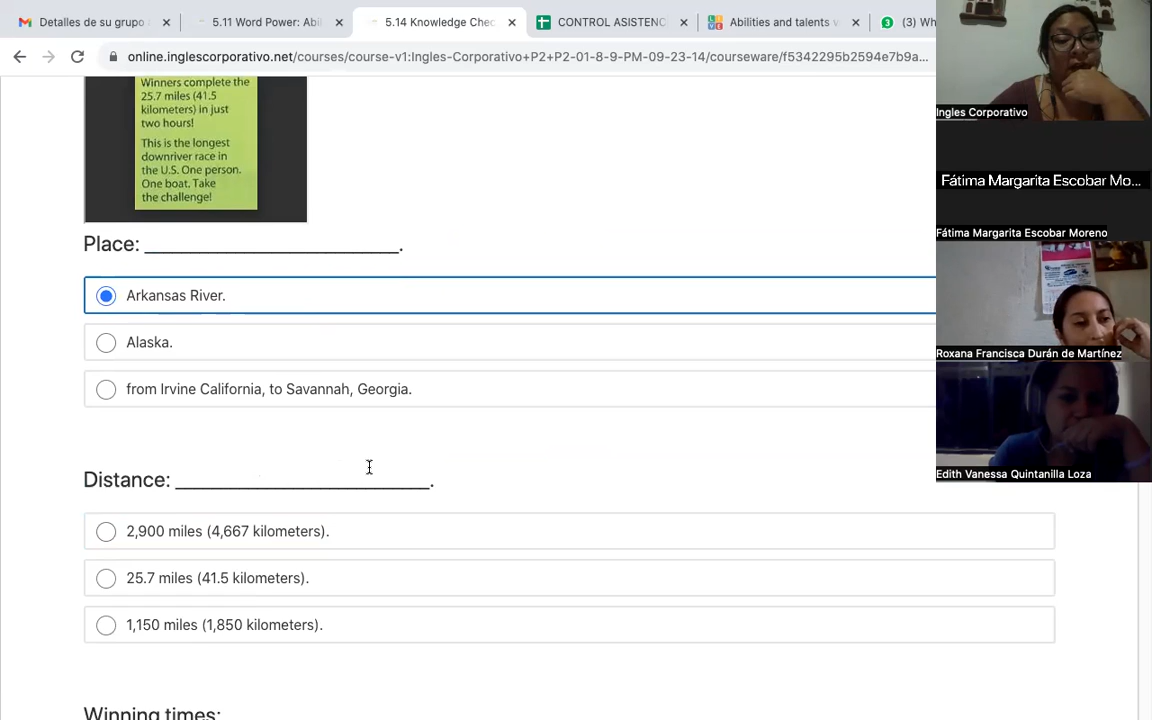 Detalles de su grupo
5.11 Word Power: Abi
5.14 Knowledge Chec
CONTROL ASISTENC
Abilities and talents v
(3) Wh
online.inglescorporativo.net/courses/course-v1:Ingles-Corporativo+P2+P2-01-8-9-PM-09-23-14/courseware/f5342295b2594e7b9a...
Winners complete the
25.7 miles (41.5
kilometers) in just
two hours!
This is the longest
downriver race in
the U.S. One person.
One boat. Take
the challenge!
Place: ____________________________.
Arkansas River.
Alaska.
from Irvine California, to Savannah, Georgia.
Distance: ____________________________.
2,900 miles (4,667 kilometers).
25.7 miles (41.5 kilometers).
1,150 miles (1,850 kilometers).
Winning times:
Ingles Corporativo
Fátima Margarita Escobar Mo...
Fátima Margarita Escobar Moreno
Roxana Francisca Durán de Martínez
Edith Vanessa Quintanilla Loza